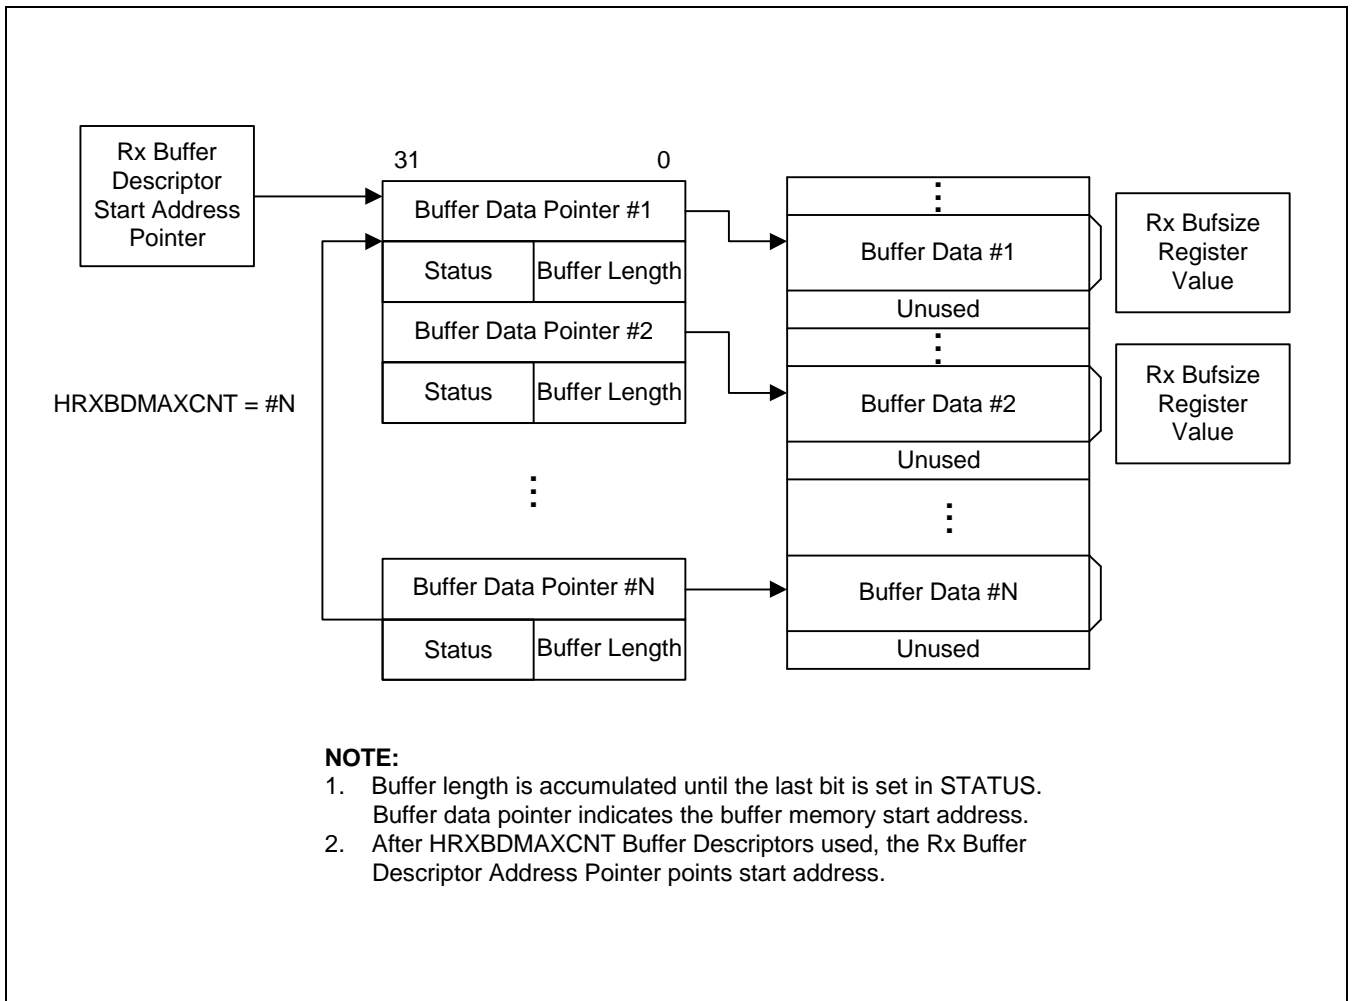 Rx Buffer
Descriptor
Start Address
Pointer
31 0
Buffer Data Pointer #1
Status Buffer Length
Buffer Data Pointer #2
Status Buffer Length
HRXBDMAXCNT = #N
Buffer Data Pointer #N
Status Buffer Length
Buffer Data #1
Unused
Buffer Data #2
Unused
Buffer Data #N
Unused
Rx Bufsize
Register
Value
Rx Bufsize
Register
Value
NOTE:
1. Buffer length is accumulated until the last bit is set in STATUS.
Buffer data pointer indicates the buffer memory start address.
2. After HRXBDMAXCNT Buffer Descriptors used, the Rx Buffer
Descriptor Address Pointer points start address.